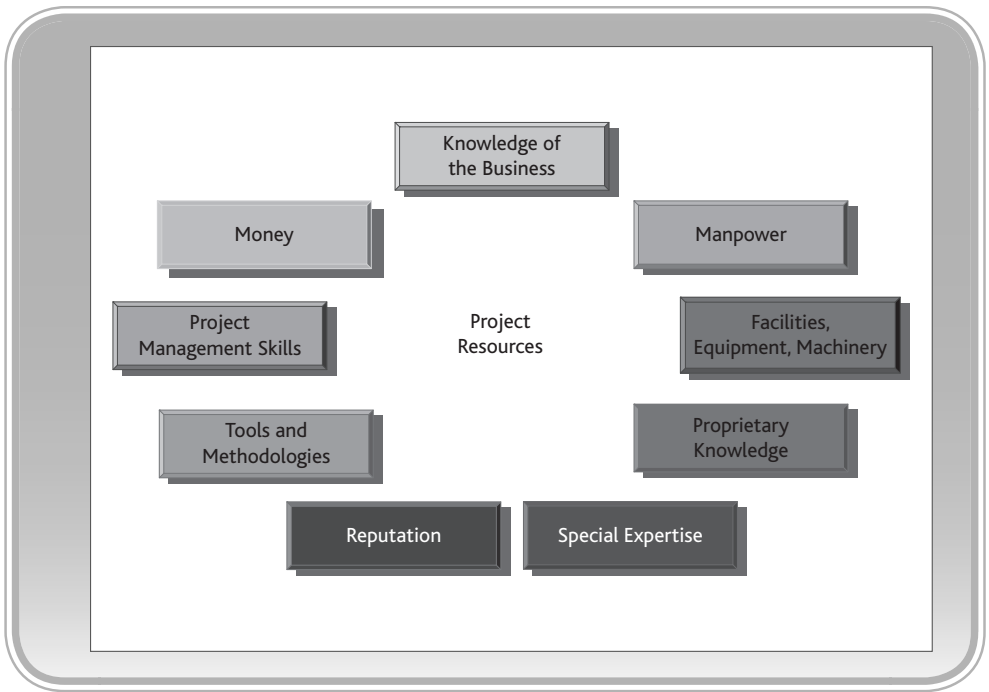 Knowledge of
the Business
Money
Manpower
Project
Management Skills
Project
Resources
Facilities,
Equipment, Machinery
Tools and
Methodologies
Proprietary
Knowledge
Reputation
Special Expertise